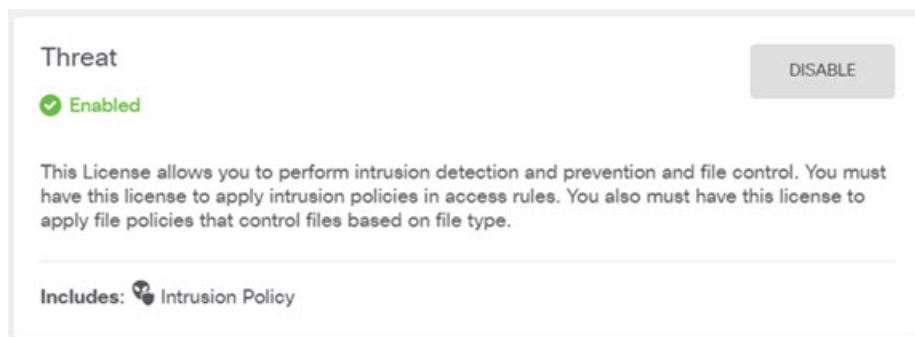 Threat
DISABLE
Enabled
This License allows you to perform intrusion detection and prevention and file control. You must
have this license to apply intrusion policies in access rules. You also must have this license to
apply file policies that control files based on file type.
Includes: Intrusion Policy